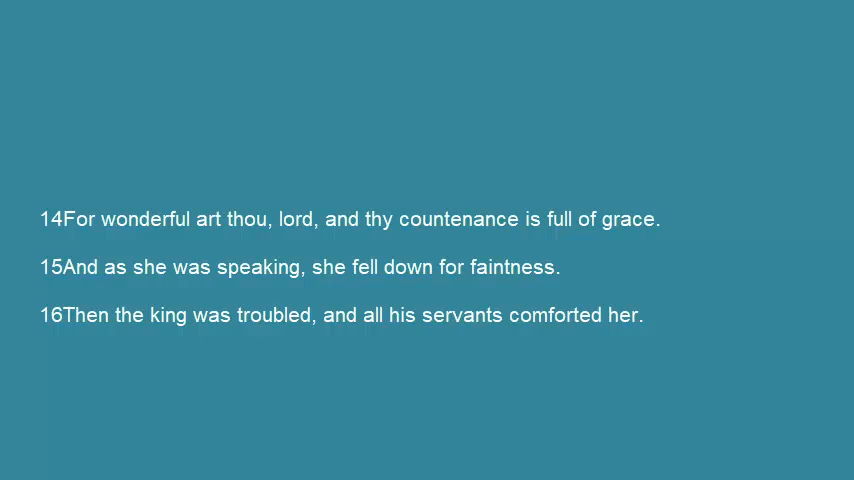 14For wonderful art thou, lord, and thy countenance is full of grace.
15And as she was speaking, she fell down for faintness.
16Then the king was troubled, and all his servants comforted her.